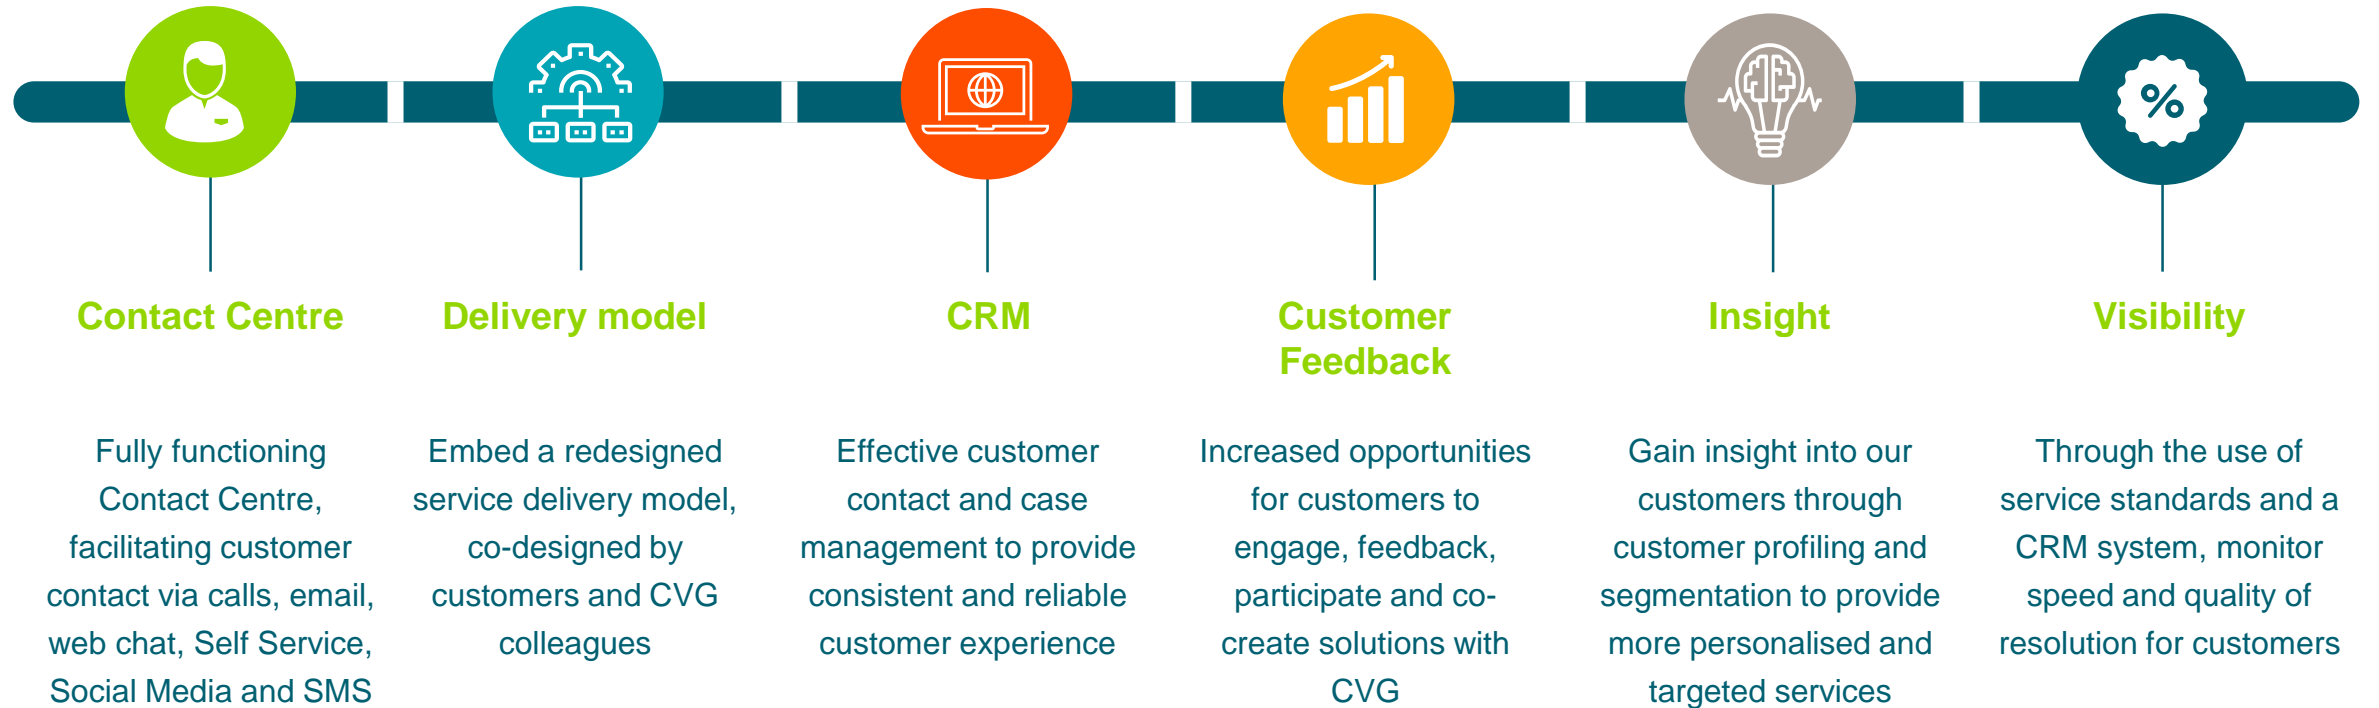 %
Contact Centre
Fully functioning
Contact Centre,
facilitating customer
contact via calls, email,
web chat, Self Service,
Social Media and SMS
Delivery model
Embed a redesigned
service delivery model,
co-designed by
customers and CVG
colleagues
CRM
Effective customer
contact and case
management to provide
consistent and reliable
customer experience
Customer
Feedback
Increased opportunities
for customers to
engage, feedback,
participate and co-
create solutions with
CVG
Insight
Gain insight into our
customers through
customer profiling and
segmentation to provide
more personalised and
targeted services
Visibility
Through the use of
service standards and a
CRM system, monitor
speed and quality of
resolution for customers